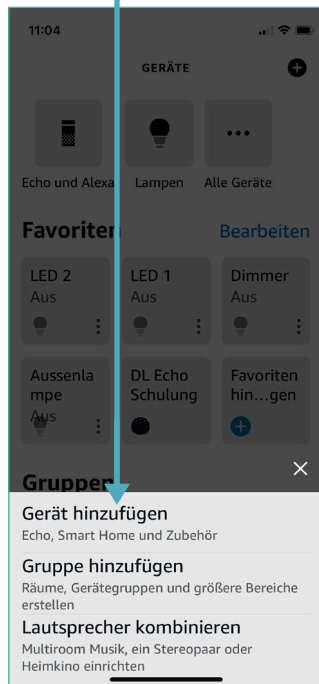 11:04
GERÄTE
Echo und Alexa Lampen Alle Geräte
Favoriten Bearbeiten
LED 2 LED 1 Dimmer
Aus Aus Aus
Aussenla DL Echo Favoriten
mpe Schulung hin...gen
Aus
Gruppen
Gerät hinzufügen
Echo, Smart Home und Zubehör
Gruppe hinzufügen
Räume, Gerätegruppen und größere Bereiche
erstellen
Lautsprecher kombinieren
Multiroom Musik, ein Stereopaar oder
Heimkino einrichten